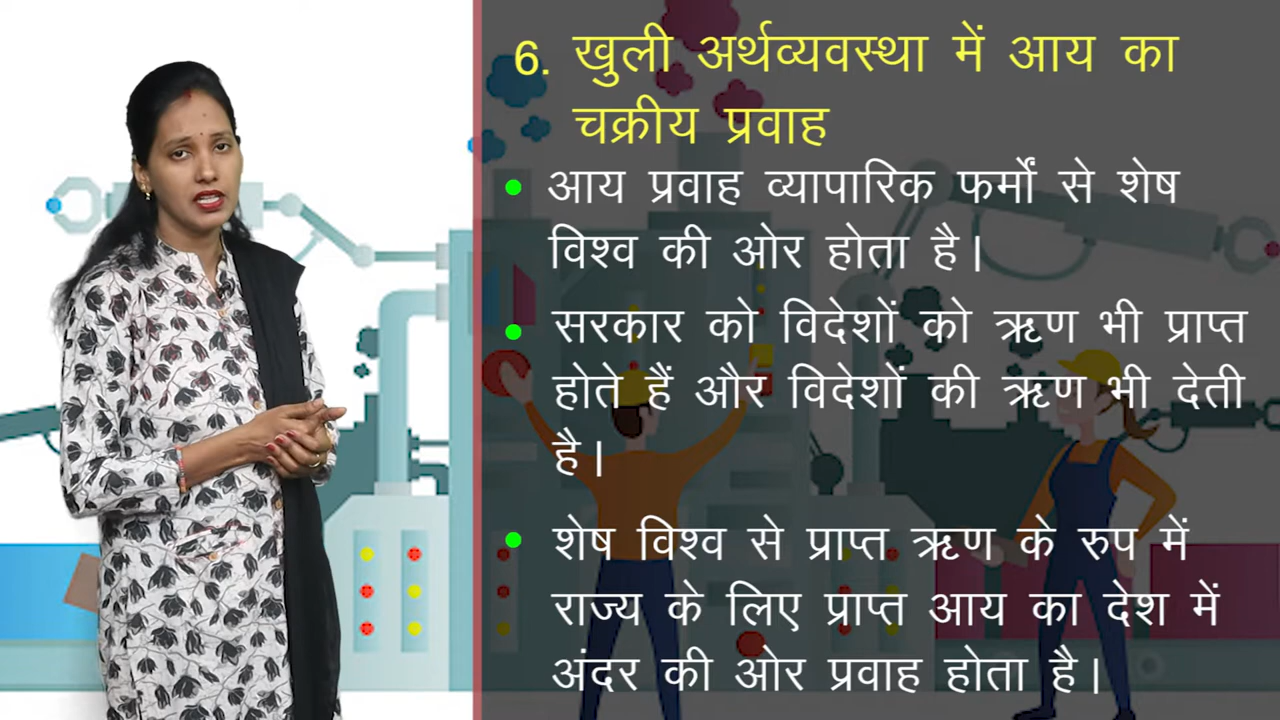 6. खुली अर्थव्यवस्था में आय का
चक्रीय प्रवाह
• आय प्रवाह व्यापारिक फर्मों से शेष
विश्व की ओर होता है।
• सरकार को विदेशों को ऋण भी प्राप्त
होते हैं और विदेशों की ऋण भी देती
है।
• शेष विश्व से प्राप्त ऋण के रुप में
राज्य के लिए प्राप्त आय का देश में
अंदर की ओर प्रवाह होता है।